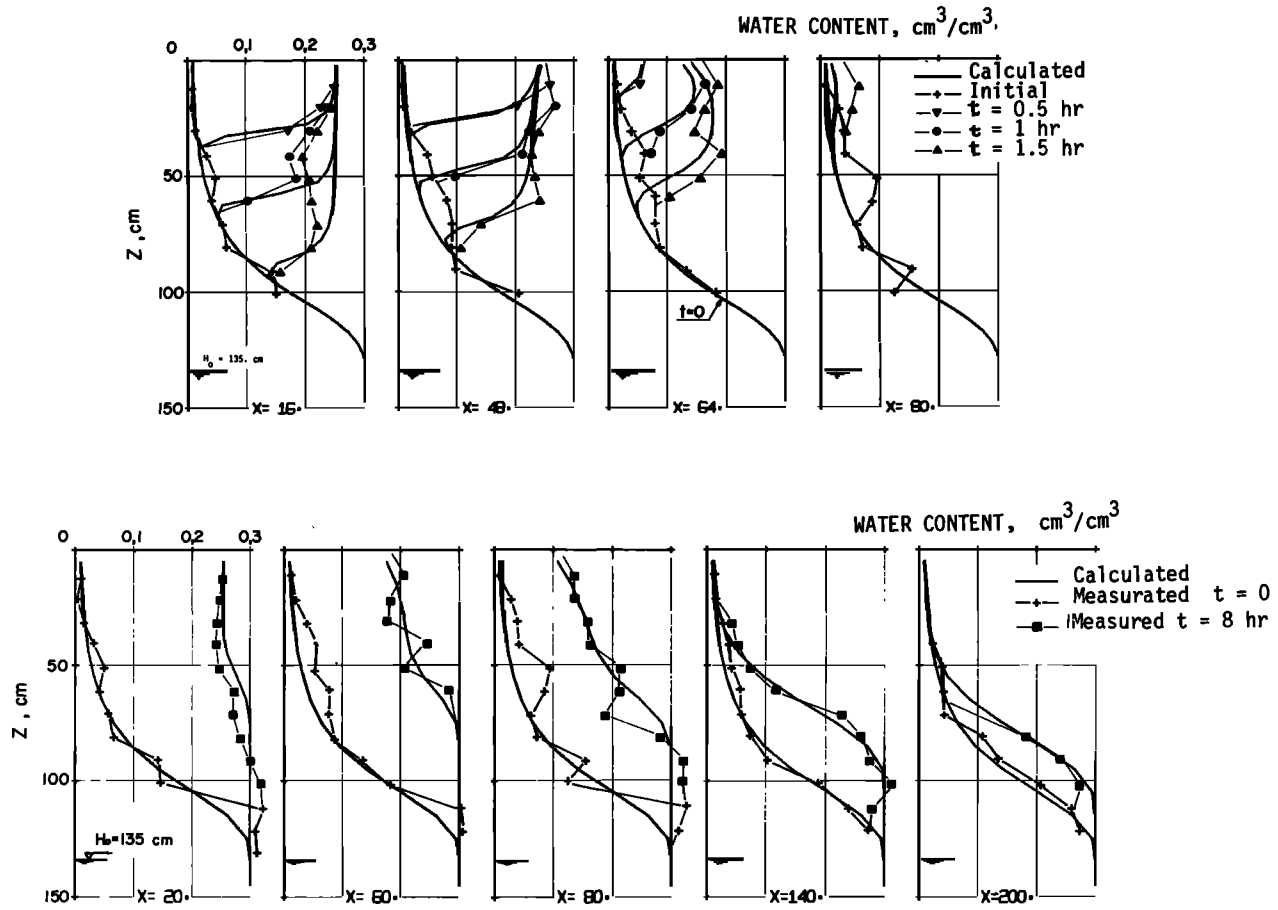 WATER CONTENT, cm³/cm³.
0 0,1 0,2 0,3
Calculated
Initial
t = 0.5 hr
t = 1 hr
t = 1.5 hr
50
Z, cm
100
t=0
H₀ = 135. cm
150 X= 16. X= 48. X= 64. X= 80.
WATER CONTENT, cm³/cm³
0 0,1 0,2 0,3
Calculated
Measurated t = 0
Measured t = 8 hr
50
Z, cm
100
H₀=135 cm
150 X= 20. X= 60. X= 80. X=140. X=200.